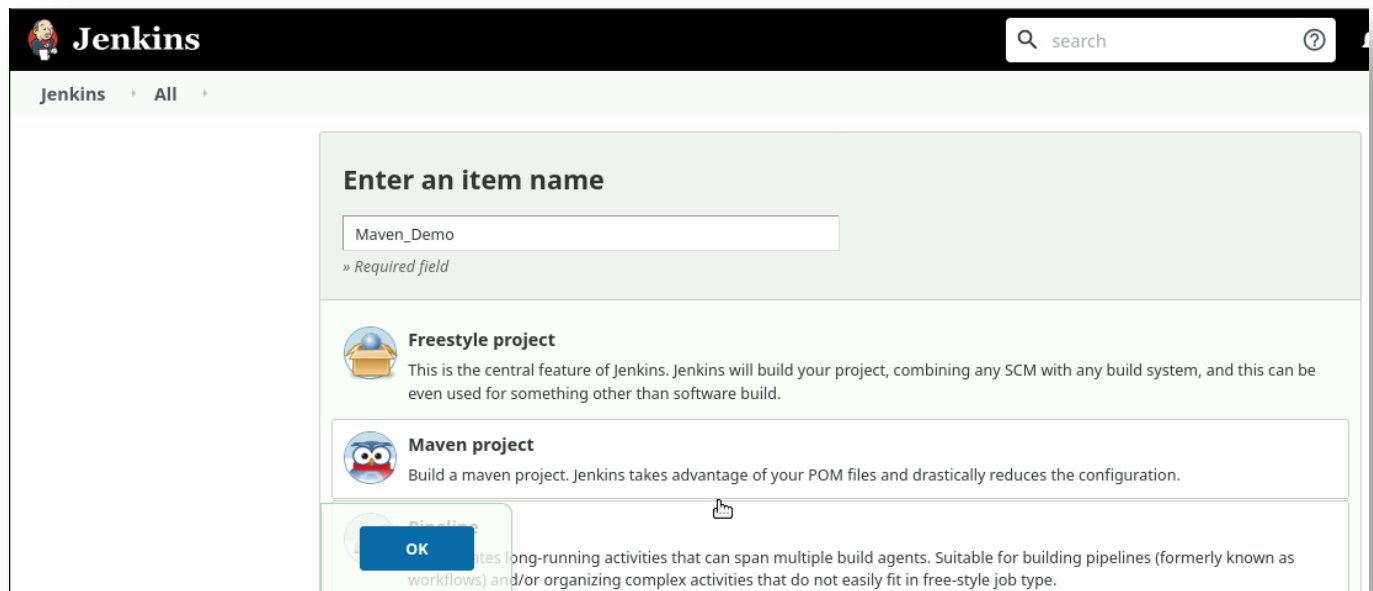 Jenkins
search
Jenkins
All
Enter an item name
Maven_Demo
» Required field
Freestyle project
This is the central feature of Jenkins. Jenkins will build your project, combining any SCM with any build system, and this can be
even used for something other than software build.
Maven project
Build a maven project. Jenkins takes advantage of your POM files and drastically reduces the configuration.
Pipeline
OK
long-running activities that can span multiple build agents. Suitable for building pipelines (formerly known as
workflows) and/or organizing complex activities that do not easily fit in free-style job type.